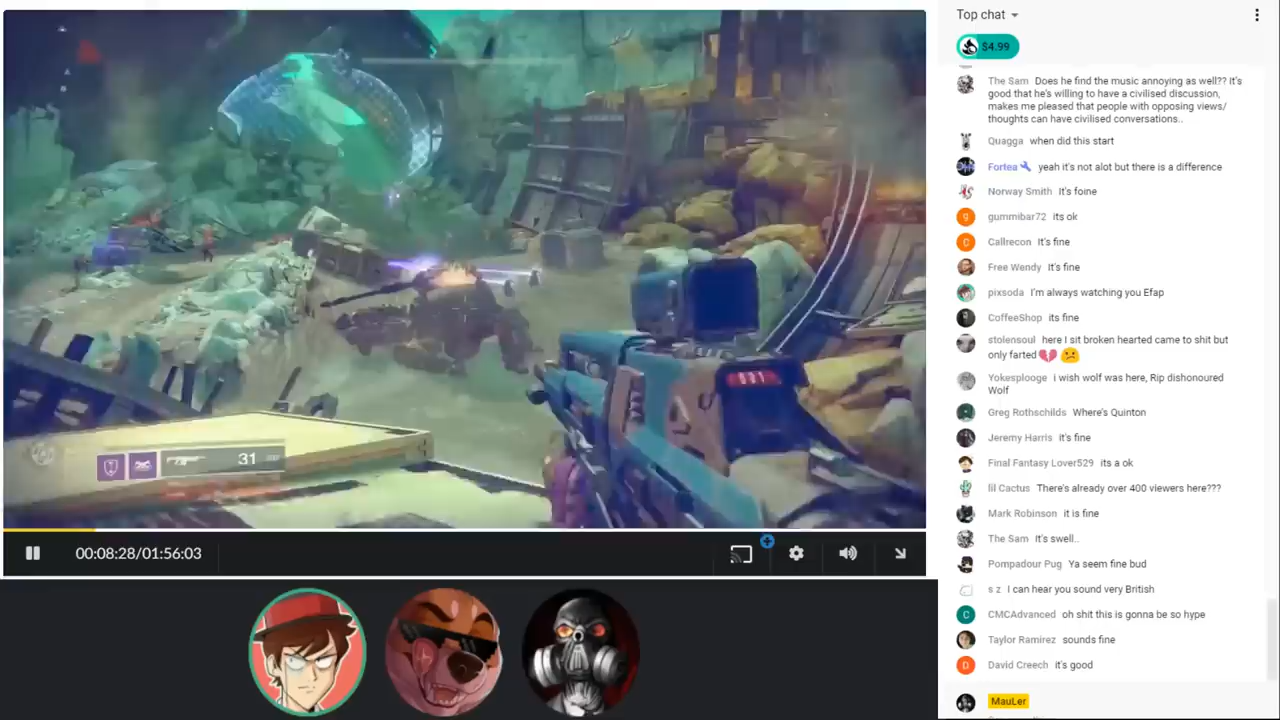 Top chat
$4.99
The Sam Does he find the music annoying as well?? It's
good that he's willing to have a civilised discussion,
makes me pleased that people with opposing views/
thoughts can have civilised conversations..
Quagga when did this start
Fortea yeah it's not alot but there is a difference
Norway Smith It's foine
gummibar72 its ok
Callrecon It's fine
Free Wendy It's fine
pixsoda I'm always watching you Efap
CoffeeShop its fine
stolensoul here I sit broken hearted came to shit but
only farted
Yokesplooge i wish wolf was here, Rip dishonoured
Wolf
Greg Rothschilds Where's Quinton
Jeremy Harris it's fine
Final Fantasy Lover529 its a ok
lil Cactus There's already over 400 viewers here???
Mark Robinson it is fine
The Sam It's swell..
Pompadour Pug Ya seem fine bud
s z I can hear you sound very British
CMCAdvanced oh shit this is gonna be so hype
Taylor Ramirez sounds fine
David Creech it's good
MauLer
31
00:08:28/01:56:03